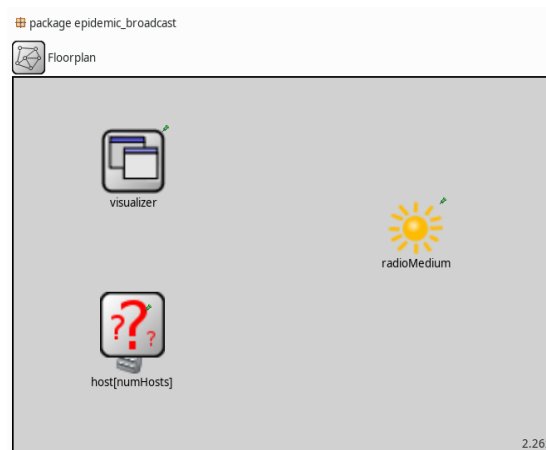 package epidemic_broadcast
Floorplan
visualizer
radioMedium
???
host[numHosts]
2.26